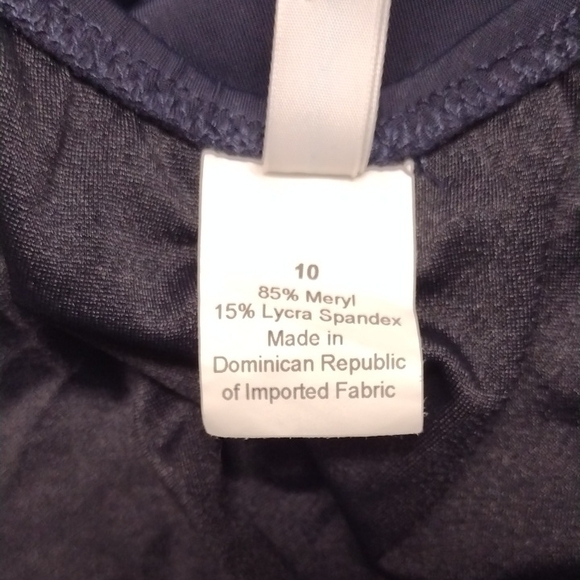 10
85% Meryl
15% Lycra Spandex
Made in
Dominican Republic
of Imported Fabric